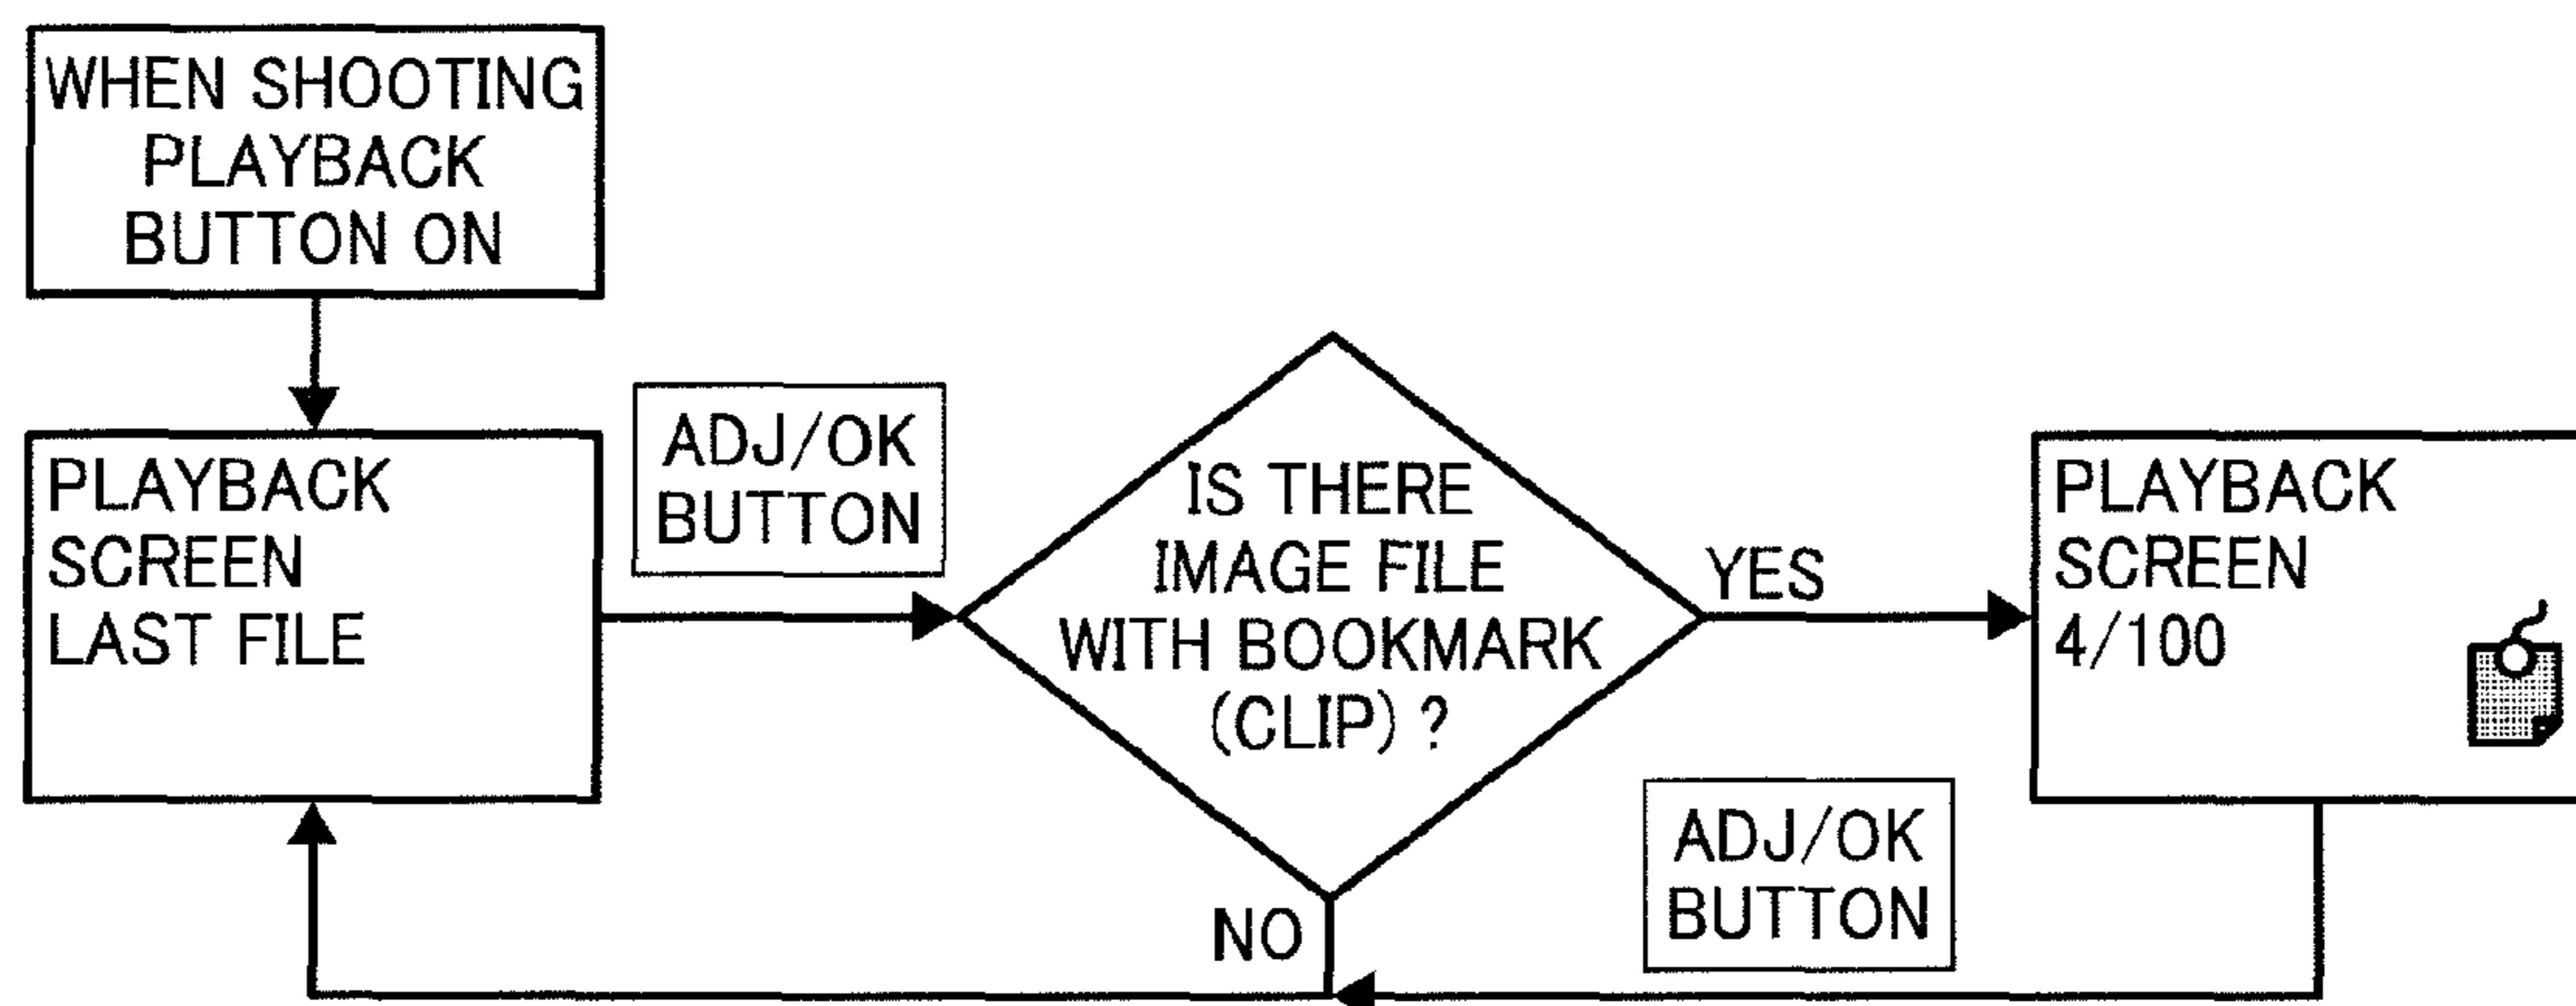 WHEN SHOOTING
PLAYBACK
BUTTON ON
PLAYBACK
SCREEN
LAST FILE
ADJ/OK
BUTTON
IS THERE
IMAGE FILE
WITH BOOKMARK
(CLIP) ?
YES
NO
PLAYBACK
SCREEN
4/100
ADJ/OK
BUTTON